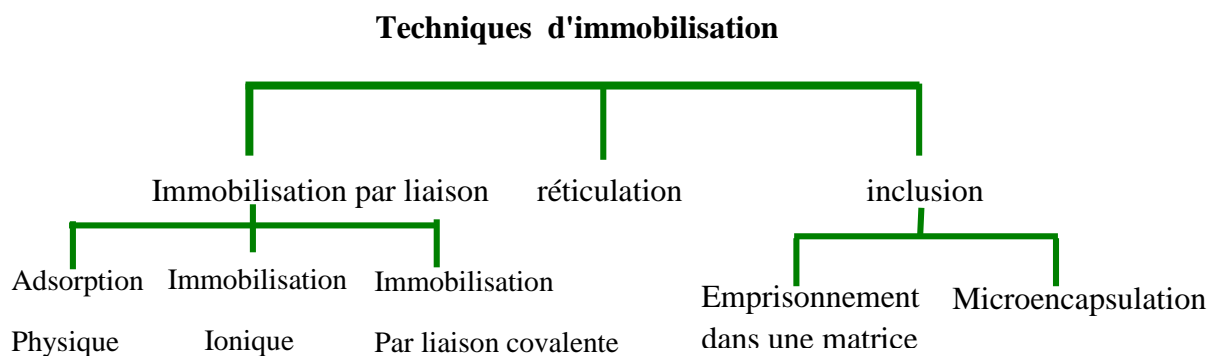 Techniques d'immobilisation
Immobilisation par liaison réticulation inclusion
Adsorption Immobilisation Immobilisation
Physique Ionique Par liaison covalente
Emprisonnement Microencapsulation
dans une matrice